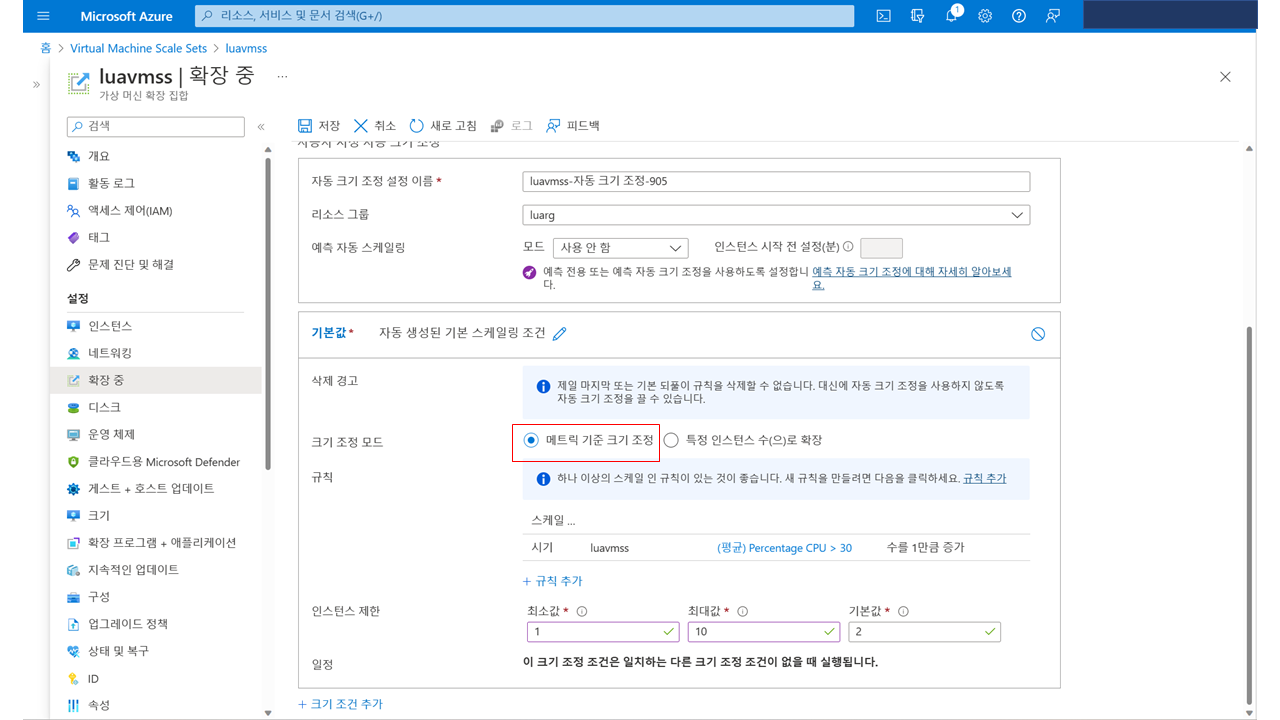 Microsoft Azure
리소스, 서비스 및 문서 검색(G+/)
1
홈 > Virtual Machine Scale Sets > luavmss
luavmss | 확장 중 ...
가상 머신 확장 집합
검색
저장 취소 새로 고침 로그 피드백
개요
활동 로그
액세스 제어(IAM)
태그
문제 진단 및 해결
설정
인스턴스
네트워킹
확장 중
디스크
운영 체제
클라우드용 Microsoft Defender
게스트 + 호스트 업데이트
크기
확장 프로그램 + 애플리케이션
지속적인 업데이트
구성
업그레이드 정책
상태 및 복구
ID
속성
사용자 지정 자동 크기 조정
자동 크기 조정 설정 이름 * luavmss-자동 크기 조정-905
리소스 그룹 luarg
예측 자동 스케일링 모드 사용 안 함 인스턴스 시작 전 설정(분)
예측 전용 또는 예측 자동 크기 조정을 사용하도록 설정합니 예측 자동 크기 조정에 대해 자세히 알아보세
다. 요.
기본값* 자동 생성된 기본 스케일링 조건
삭제 경고 제일 마지막 또는 기본 되풀이 규칙을 삭제할 수 없습니다. 대신에 자동 크기 조정을 사용하지 않도록
자동 크기 조정을 끌 수 있습니다.
크기 조정 모드 메트릭 기준 크기 조정 특정 인스턴스 수(으)로 확장
규칙 하나 이상의 스케일 인 규칙이 있는 것이 좋습니다. 새 규칙을 만들려면 다음을 클릭하세요. 규칙 추가
스케일 ...
시기 luavmss (평균) Percentage CPU > 30 수를 1만큼 증가
+ 규칙 추가
인스턴스 제한 최소값 * 최대값 * 기본값 *
1 10 2
일정 이 크기 조정 조건은 일치하는 다른 크기 조정 조건이 없을 때 실행됩니다.
+ 크기 조건 추가